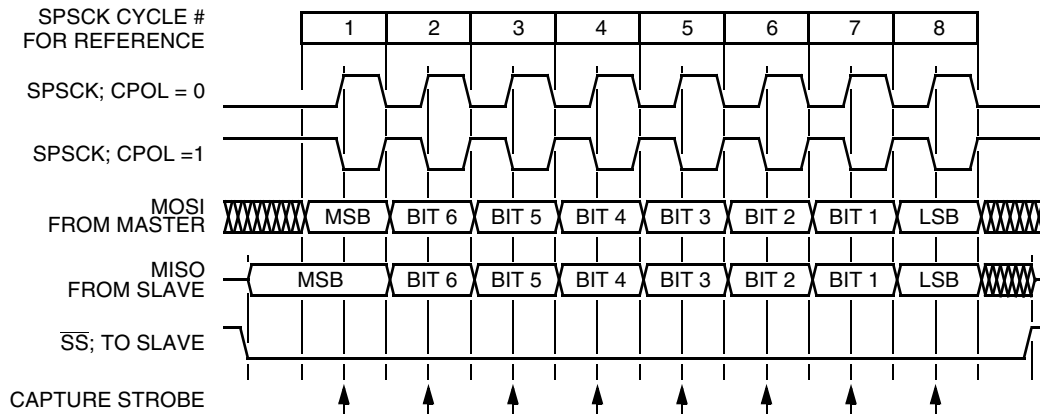 SPSCK CYCLE #
FOR REFERENCE
1 2 3 4 5 6 7 8
SPSCK; CPOL = 0
SPSCK; CPOL =1
MOSI
FROM MASTER
MSB BIT 6 BIT 5 BIT 4 BIT 3 BIT 2 BIT 1 LSB
MISO
FROM SLAVE
MSB BIT 6 BIT 5 BIT 4 BIT 3 BIT 2 BIT 1 LSB
SS; TO SLAVE
CAPTURE STROBE